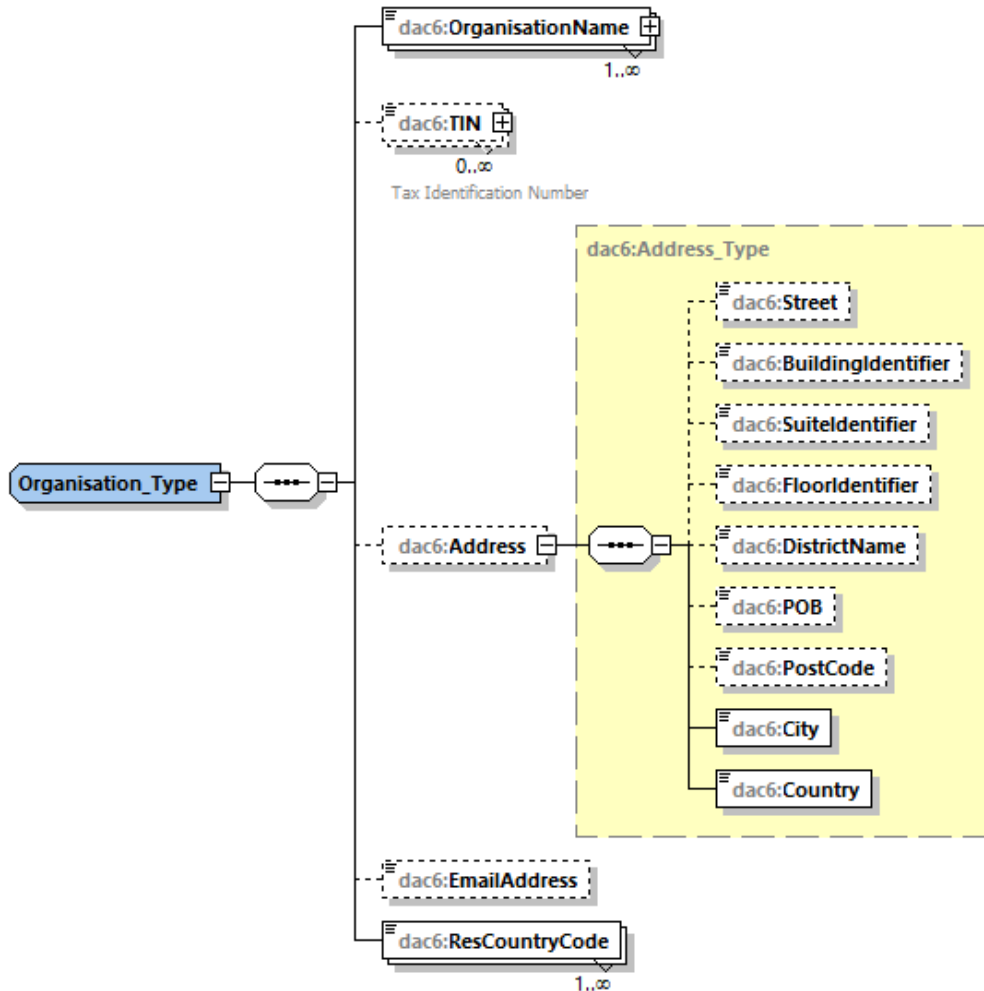 dac6:OrganisationName
1..∞
dac6:TIN
0..∞
Tax Identification Number
dac6:Address_Type
dac6:Street
dac6:BuildingIdentifier
dac6:SuiteIdentifier
Organisation_Type
dac6:FloorIdentifier
dac6:Address
dac6:DistrictName
dac6:POB
dac6:PostCode
dac6:City
dac6:Country
dac6:EmailAddress
dac6:ResCountryCode
1..∞